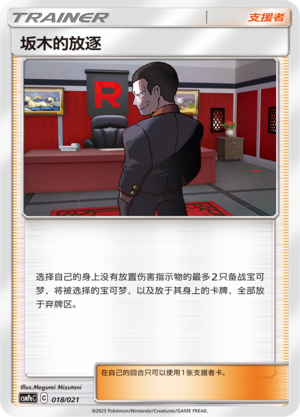 TRAINER
支援者
坂木的放逐
R
选择自己的身上没有放置伤害指示物的最多2只备战宝可
梦，将被选择的宝可梦，以及放于其身上的卡牌，全部放
于弃牌区。
Illus.Megumi Mizutani
C 018/021
在自己的回合只可以使用1张支援者卡。
©2023 Pokémon/Nintendo/Creatures/GAME FREAK.